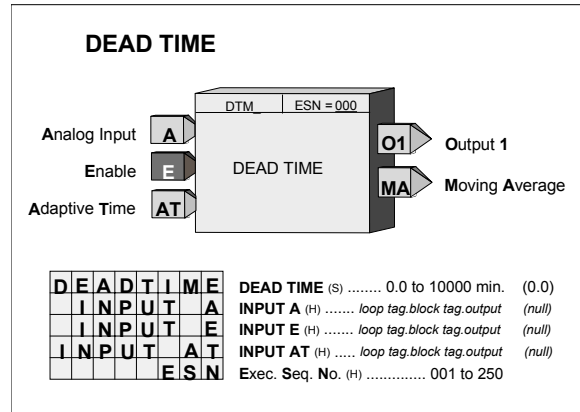 DEAD TIME
DTM_ ESN = 000
Analog Input A
Enable E
Adaptive Time AT
DEAD TIME
O1 Output 1
MA Moving Average
DEADTIME DEAD TIME (S) ........ 0.0 to 10000 min. (0.0)
INPUT A INPUT A (H) ....... loop tag.block tag.output (null)
INPUT E INPUT E (H) ....... loop tag.block tag.output (null)
INPUT AT INPUT AT (H) ..... loop tag.block tag.output (null)
ESN Exec. Seq. No. (H) .............. 001 to 250